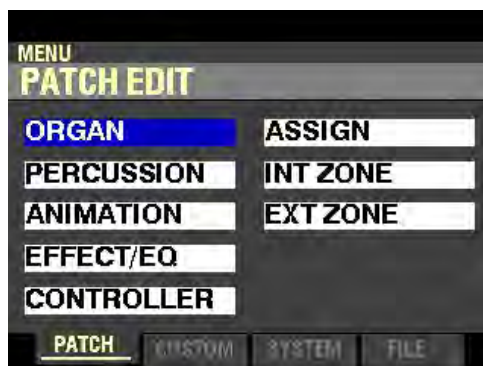 MENU
PATCH EDIT
ORGAN
ASSIGN
PERCUSSION
INT ZONE
ANIMATION
EXT ZONE
EFFECT/EQ
CONTROLLER
PATCH CUSTOM SYSTEM FILE